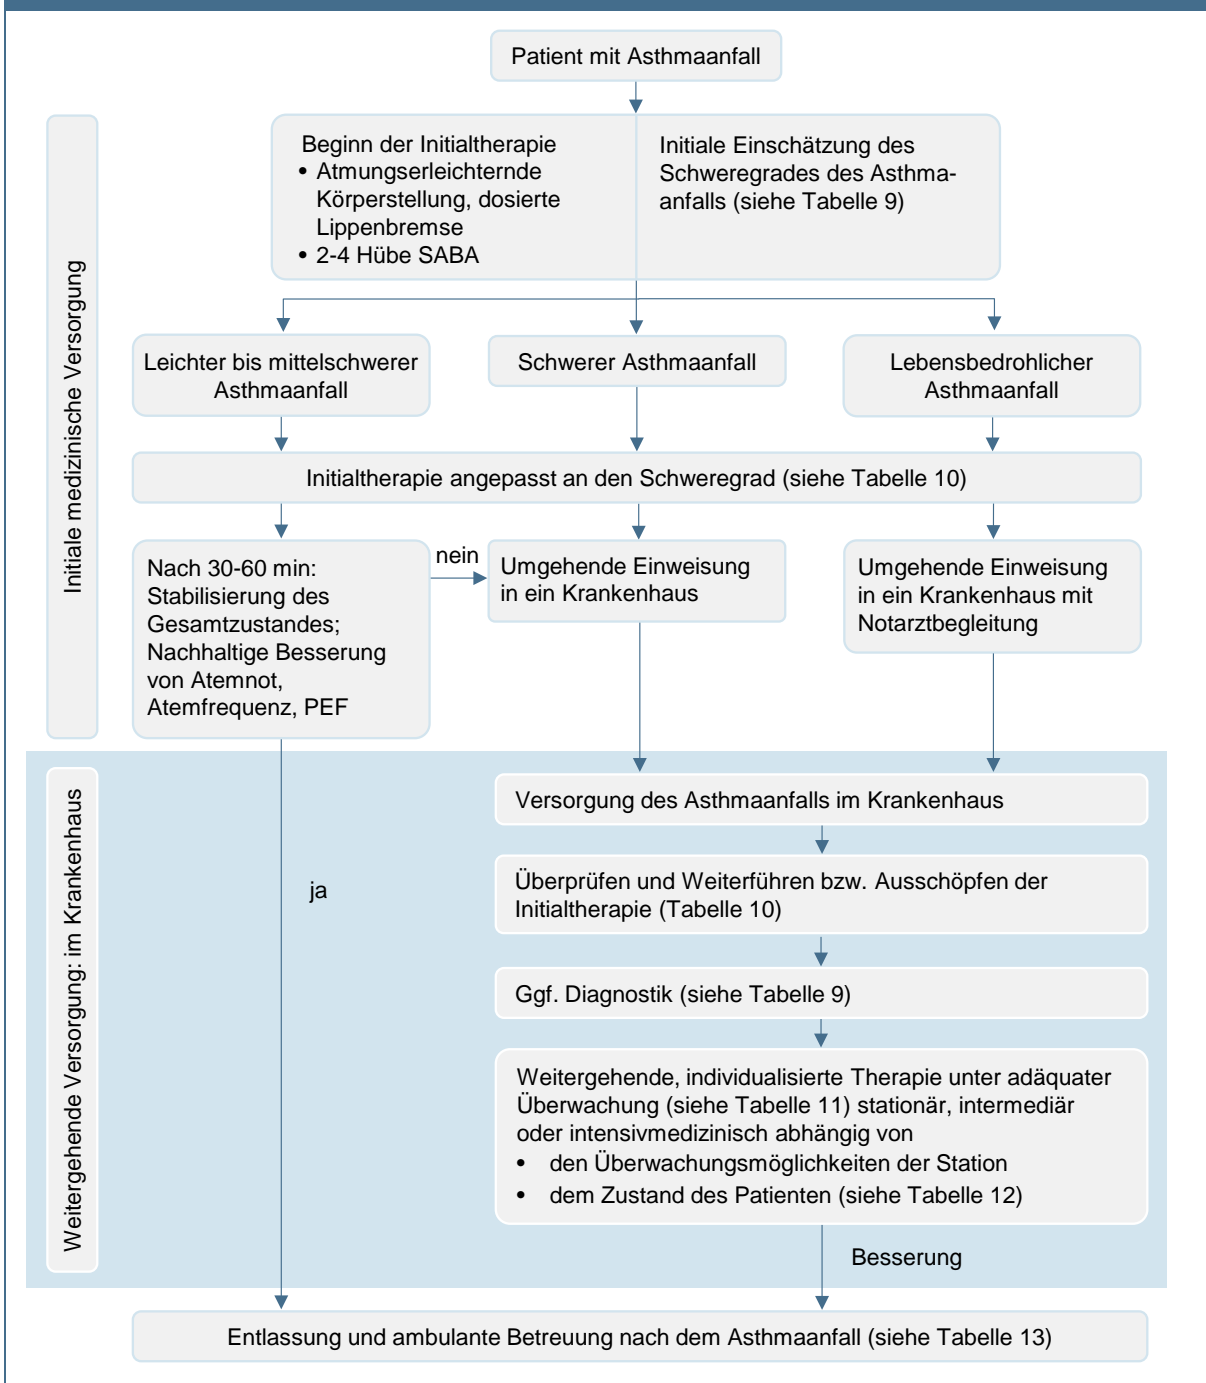 Patient mit Asthmaanfall
Initiale medizinische Versorgung
Beginn der Initialtherapie
• Atmungserleichternde
Körperstellung, dosierte
Lippenbremse
• 2-4 Hübe SABA
Initiale Einschätzung des
Schweregrades des Asthma-
anfalls (siehe Tabelle 9)
Leichter bis mittelschwerer
Asthmaanfall
Schwerer Asthmaanfall
Lebensbedrohlicher
Asthmaanfall
Initialtherapie angepasst an den Schweregrad (siehe Tabelle 10)
Nach 30-60 min:
Stabilisierung des
Gesamtzustandes;
Nachhaltige Besserung
von Atemnot,
Atemfrequenz, PEF
nein
Umgehende Einweisung
in ein Krankenhaus
Umgehende Einweisung
in ein Krankenhaus mit
Notarztbegleitung
Weitergehende Versorgung: im Krankenhaus
ja
Versorgung des Asthmaanfalls im Krankenhaus
Überprüfen und Weiterführen bzw. Ausschöpfen der
Initialtherapie (Tabelle 10)
Ggf. Diagnostik (siehe Tabelle 9)
Weitergehende, individualisierte Therapie unter adäquater
Überwachung (siehe Tabelle 11) stationär, intermediär
oder intensivmedizinisch abhängig von
• den Überwachungsmöglichkeiten der Station
• dem Zustand des Patienten (siehe Tabelle 12)
Besserung
Entlassung und ambulante Betreuung nach dem Asthmaanfall (siehe Tabelle 13)